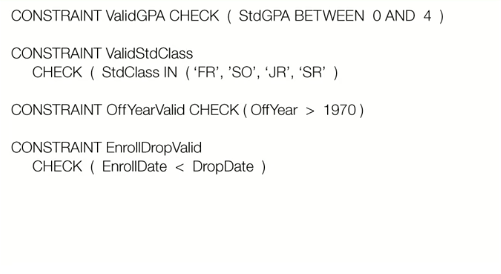 CONSTRAINT ValidGPA CHECK ( StdGPA BETWEEN 0 AND 4 )
CONSTRAINT ValidStdClass
CHECK ( StdClass IN ( ‘FR’, ’SO’, ‘JR’, ‘SR’ )
CONSTRAINT OffYearValid CHECK ( OffYear > 1970 )
CONSTRAINT EnrollDropValid
CHECK ( EnrollDate < DropDate )